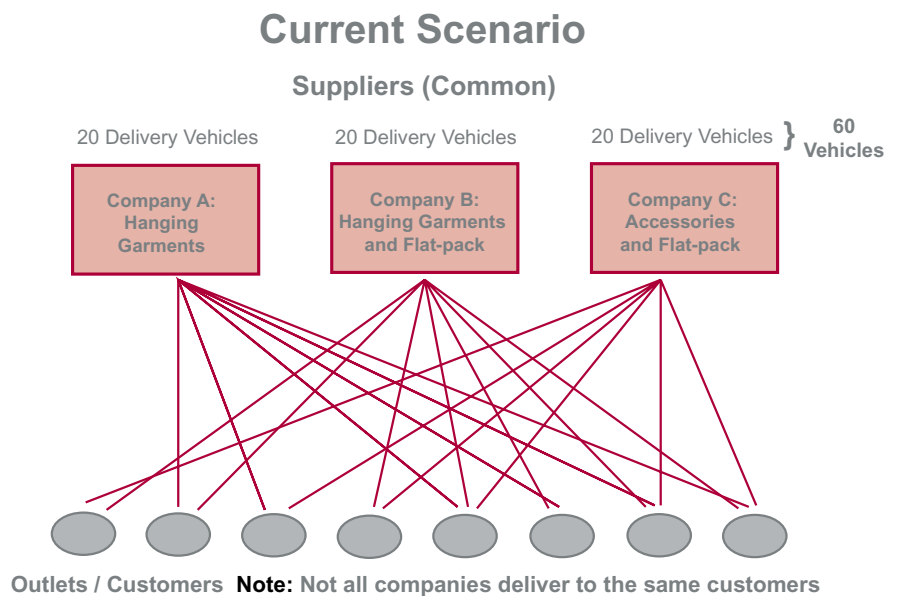 Current Scenario
Suppliers (Common)
20 Delivery Vehicles
20 Delivery Vehicles
20 Delivery Vehicles
}
60
Vehicles
Company A:
Hanging
Garments
Company B:
Hanging Garments
and Flat-pack
Company C:
Accessories
and Flat-pack
Outlets / Customers Note: Not all companies deliver to the same customers